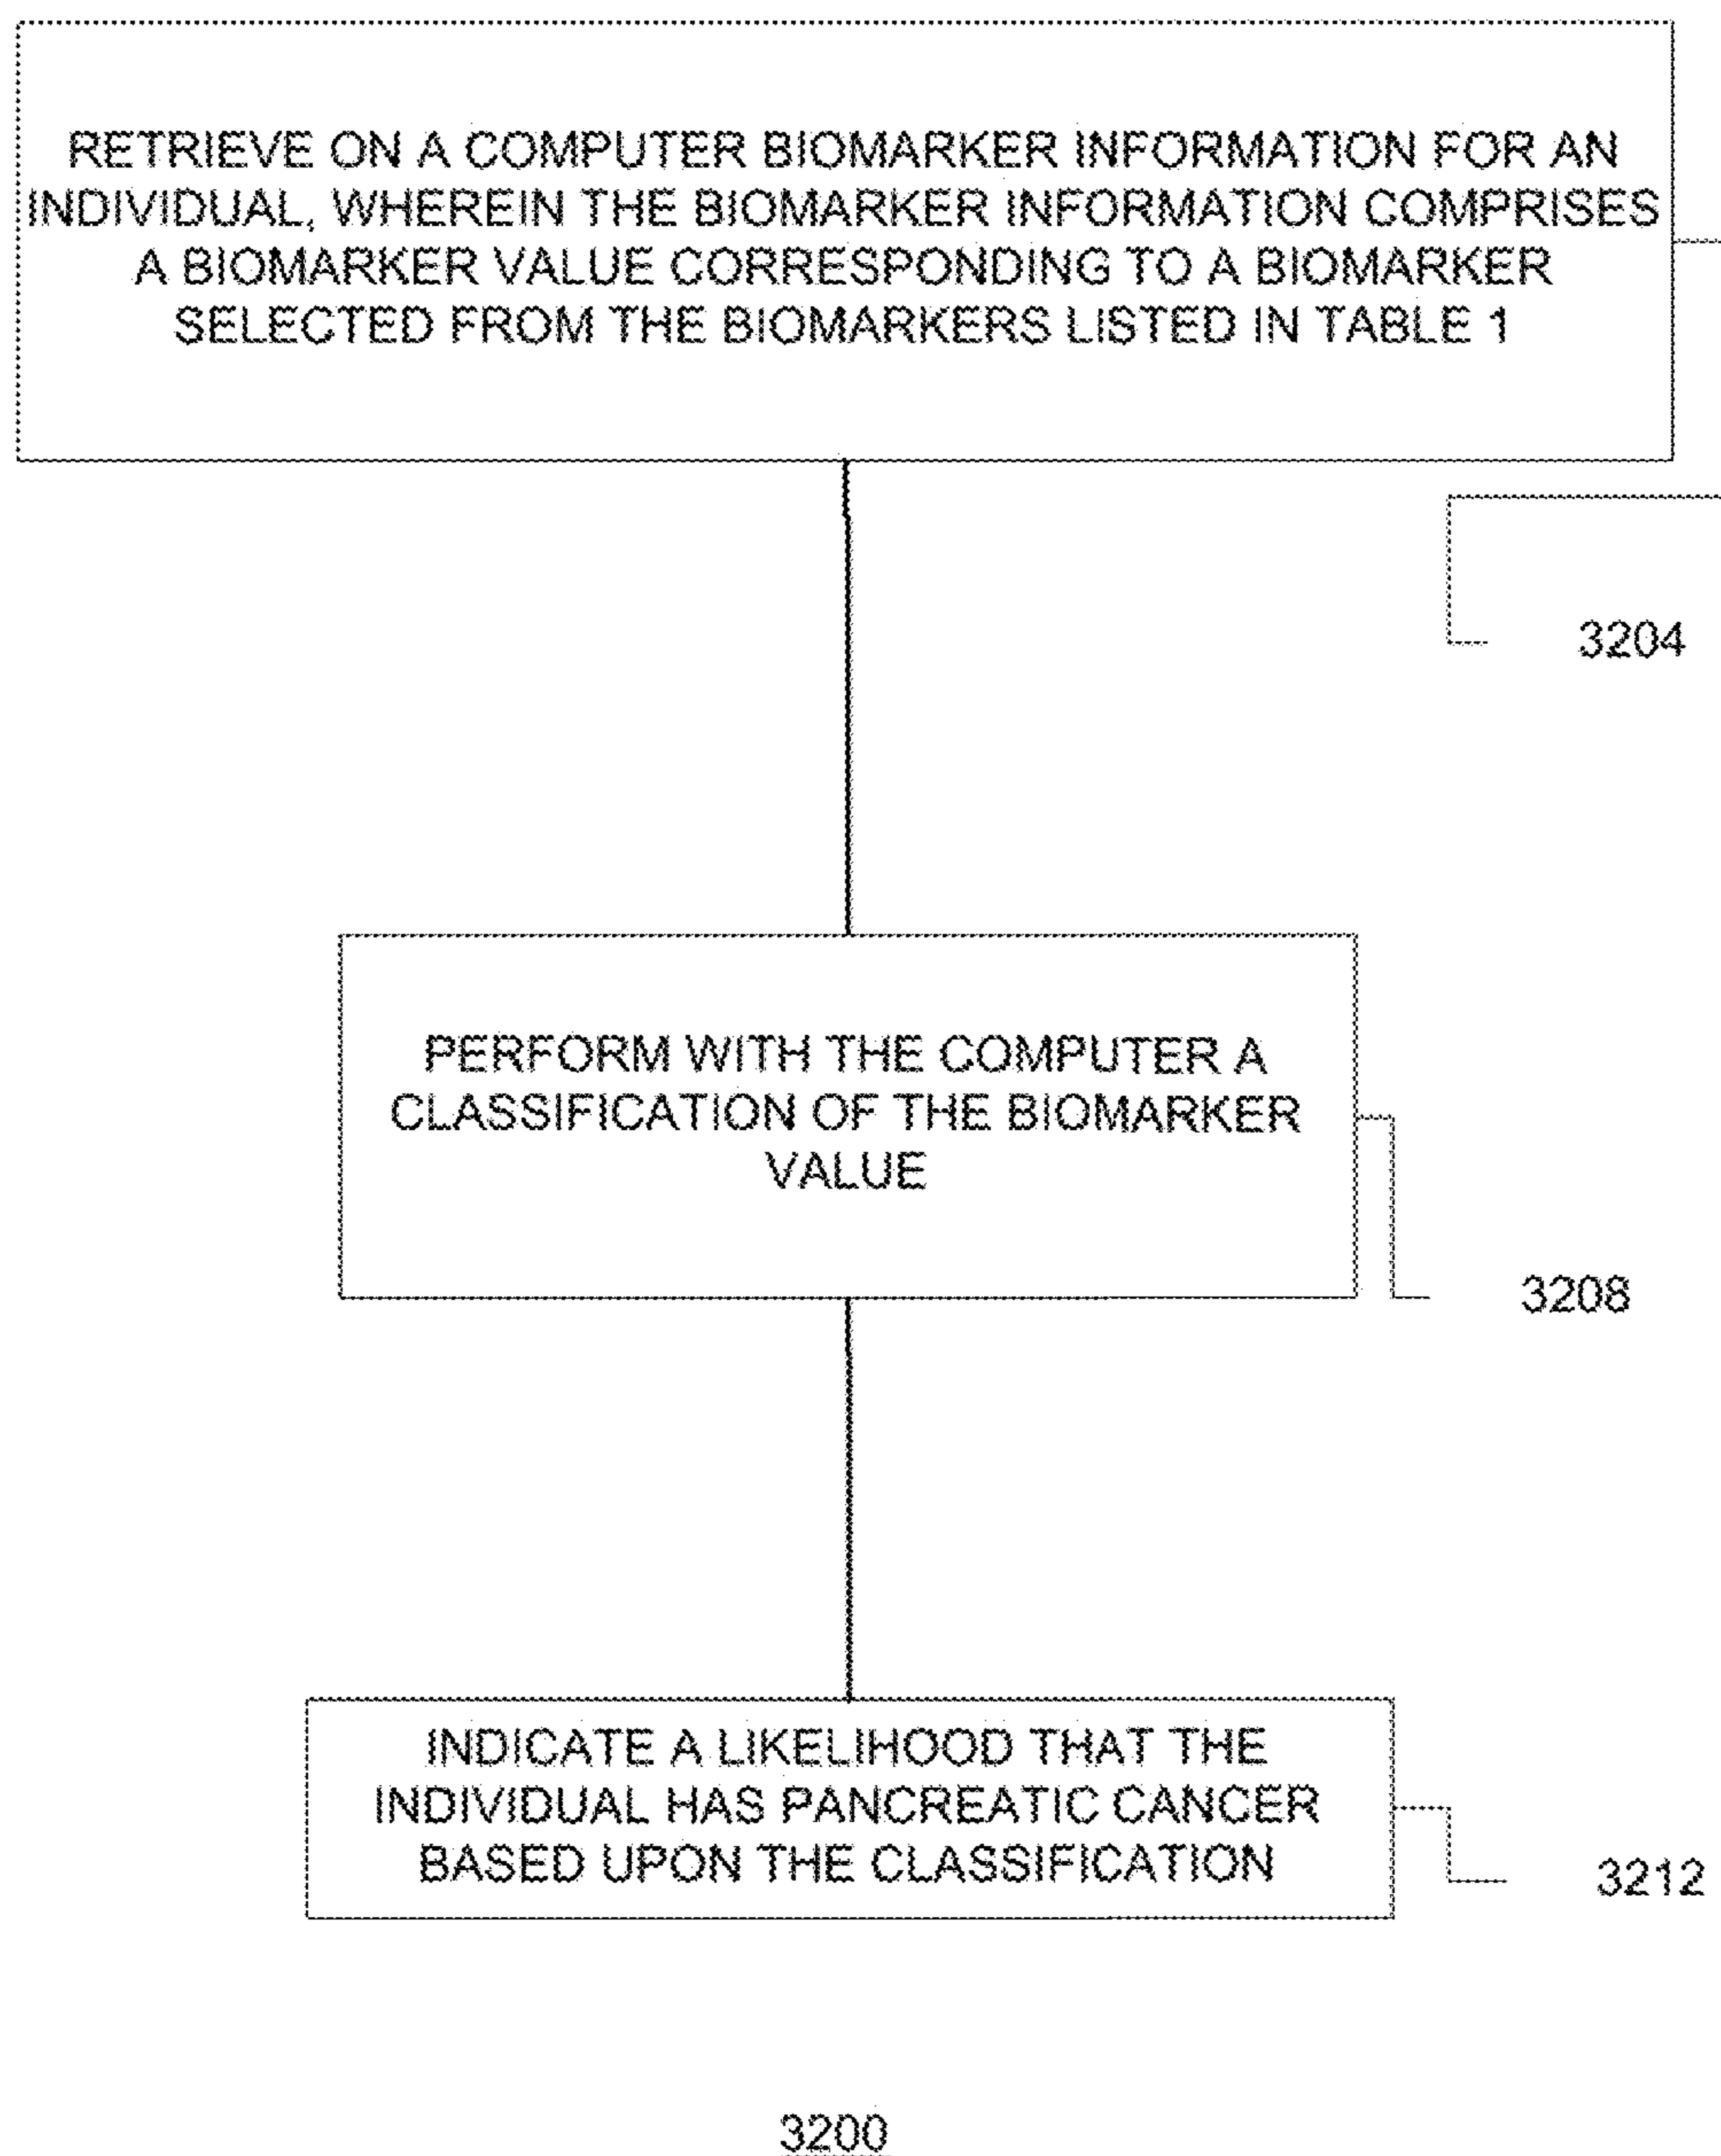 RETRIEVE ON A COMPUTER BIOMARKER INFORMATION FOR AN
INDIVIDUAL, WHEREIN THE BIOMARKER INFORMATION COMPRISES
A BIOMARKER VALUE CORRESPONDING TO A BIOMARKER
SELECTED FROM THE BIOMARKERS LISTED IN TABLE 1
3204
PERFORM WITH THE COMPUTER A
CLASSIFICATION OF THE BIOMARKER
VALUE
3208
INDICATE A LIKELIHOOD THAT THE
INDIVIDUAL HAS PANCREATIC CANCER
BASED UPON THE CLASSIFICATION
3212
3200